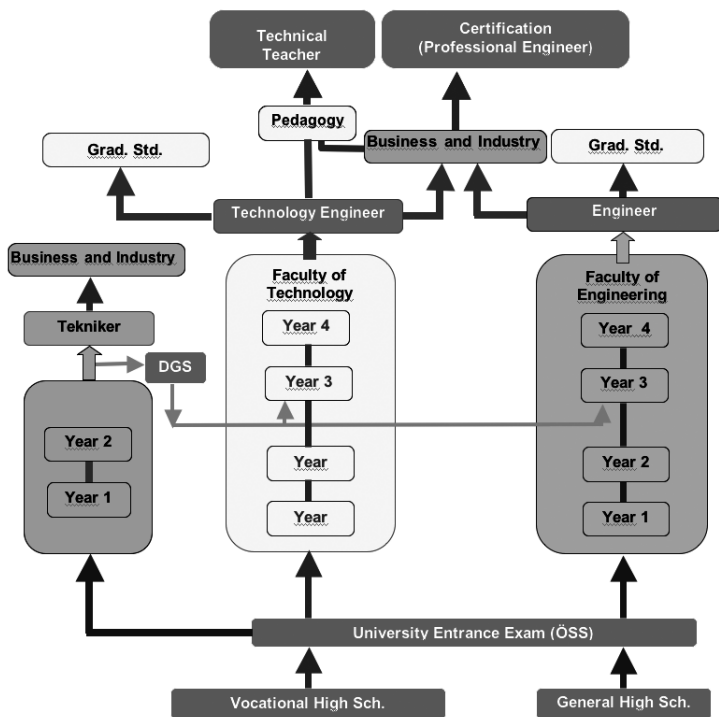 Technical
Teacher
Certification
(Professional Engineer)
Pedagogy
Grad. Std.
Business and Industry
Grad. Std.
Technology Engineer
Engineer
Business and Industry
Faculty of
Technology
Faculty of
Engineering
Tekniker
Year 4
Year 4
DGS
Year 3
Year 3
Year 2
Year
Year 2
Year 1
Year
Year 1
University Entrance Exam (ÖSS)
Vocational High Sch.
General High Sch.